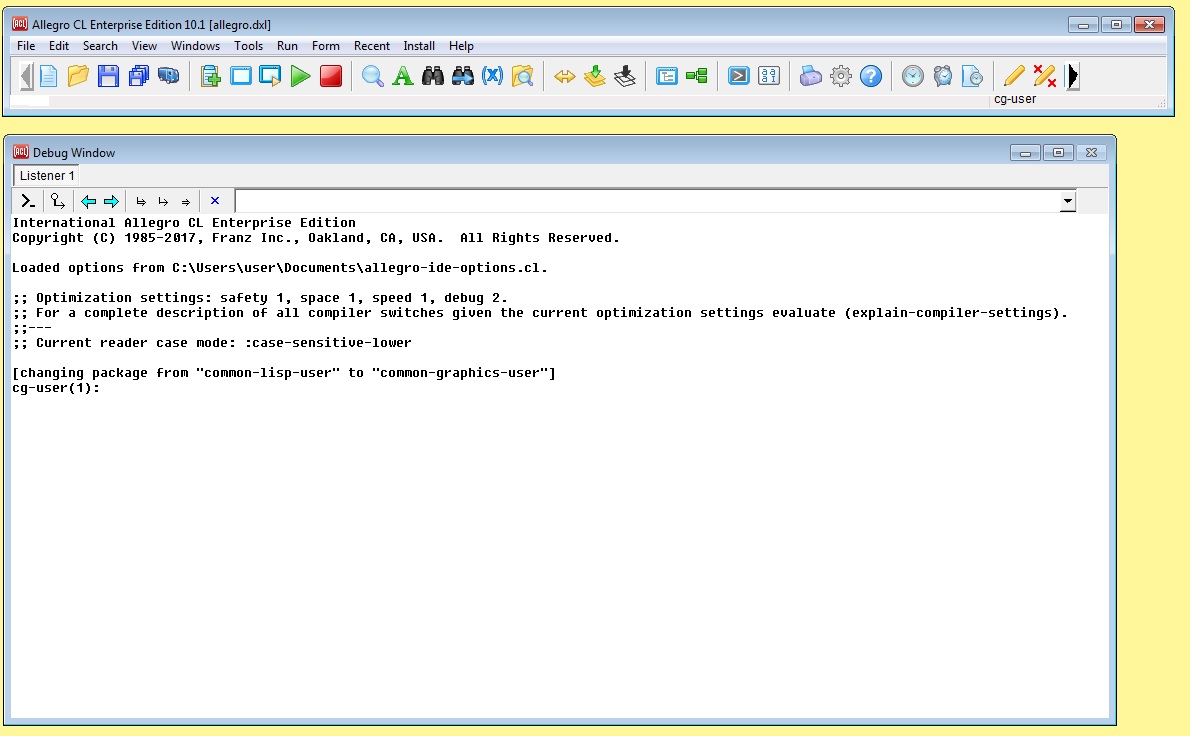 Allegro CL Enterprise Edition 10.1 [allegro.dxl]
File Edit Search View Windows Tools Run Form Recent Install Help
cg-user
Debug Window
Listener 1
International Allegro CL Enterprise Edition
Copyright (C) 1985-2017, Franz Inc., Oakland, CA, USA.  All Rights Reserved.
Loaded options from C:\Users\user\Documents\allegro-ide-options.cl.
;; Optimization settings: safety 1, space 1, speed 1, debug 2.
;; For a complete description of all compiler switches given the current optimization settings evaluate (explain-compiler-settings).
;;---
;; Current reader case mode: :case-sensitive-lower
[changing package from "common-lisp-user" to "common-graphics-user"]
cg-user(1):